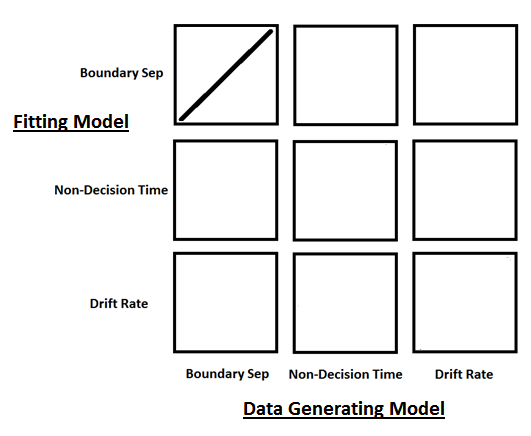 Boundary Sep
Fitting Model
Non-Decision Time
Drift Rate
Boundary Sep Non-Decision Time Drift Rate
Data Generating Model